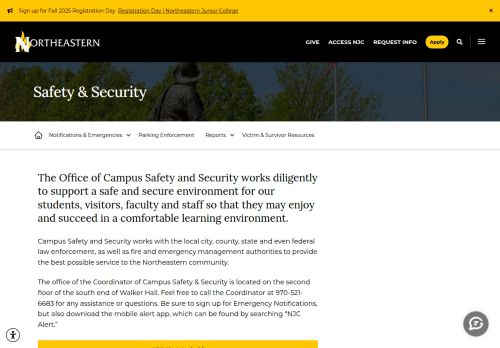 Sign up for Fall 2025 Registration Day Registration Day | Northeastern Junior College ×
NORTHEASTERN GIVE ACCESS NJC REQUEST INFO Apply
Safety & Security
Notifications & Emergencies Parking Enforcement Reports Victim & Survivor Resources
The Office of Campus Safety and Security works diligently
to support a safe and secure environment for our
students, visitors, faculty and staff so that they may enjoy
and succeed in a comfortable learning environment.
Campus Safety and Security works with the local city, county, state and even federal
law enforcement, as well as fire and emergency management authorities to provide
the best possible service to the Northeastern community.
The office of the Coordinator of Campus Safety & Security is located on the second
floor of the south end of Walker Hall. Feel free to call the Coordinator at 970-521-
6683 for any assistance or questions. Be sure to sign up for Emergency Notifications,
but also download the mobile alert app, which can be found by searching “NJC
Alert.”